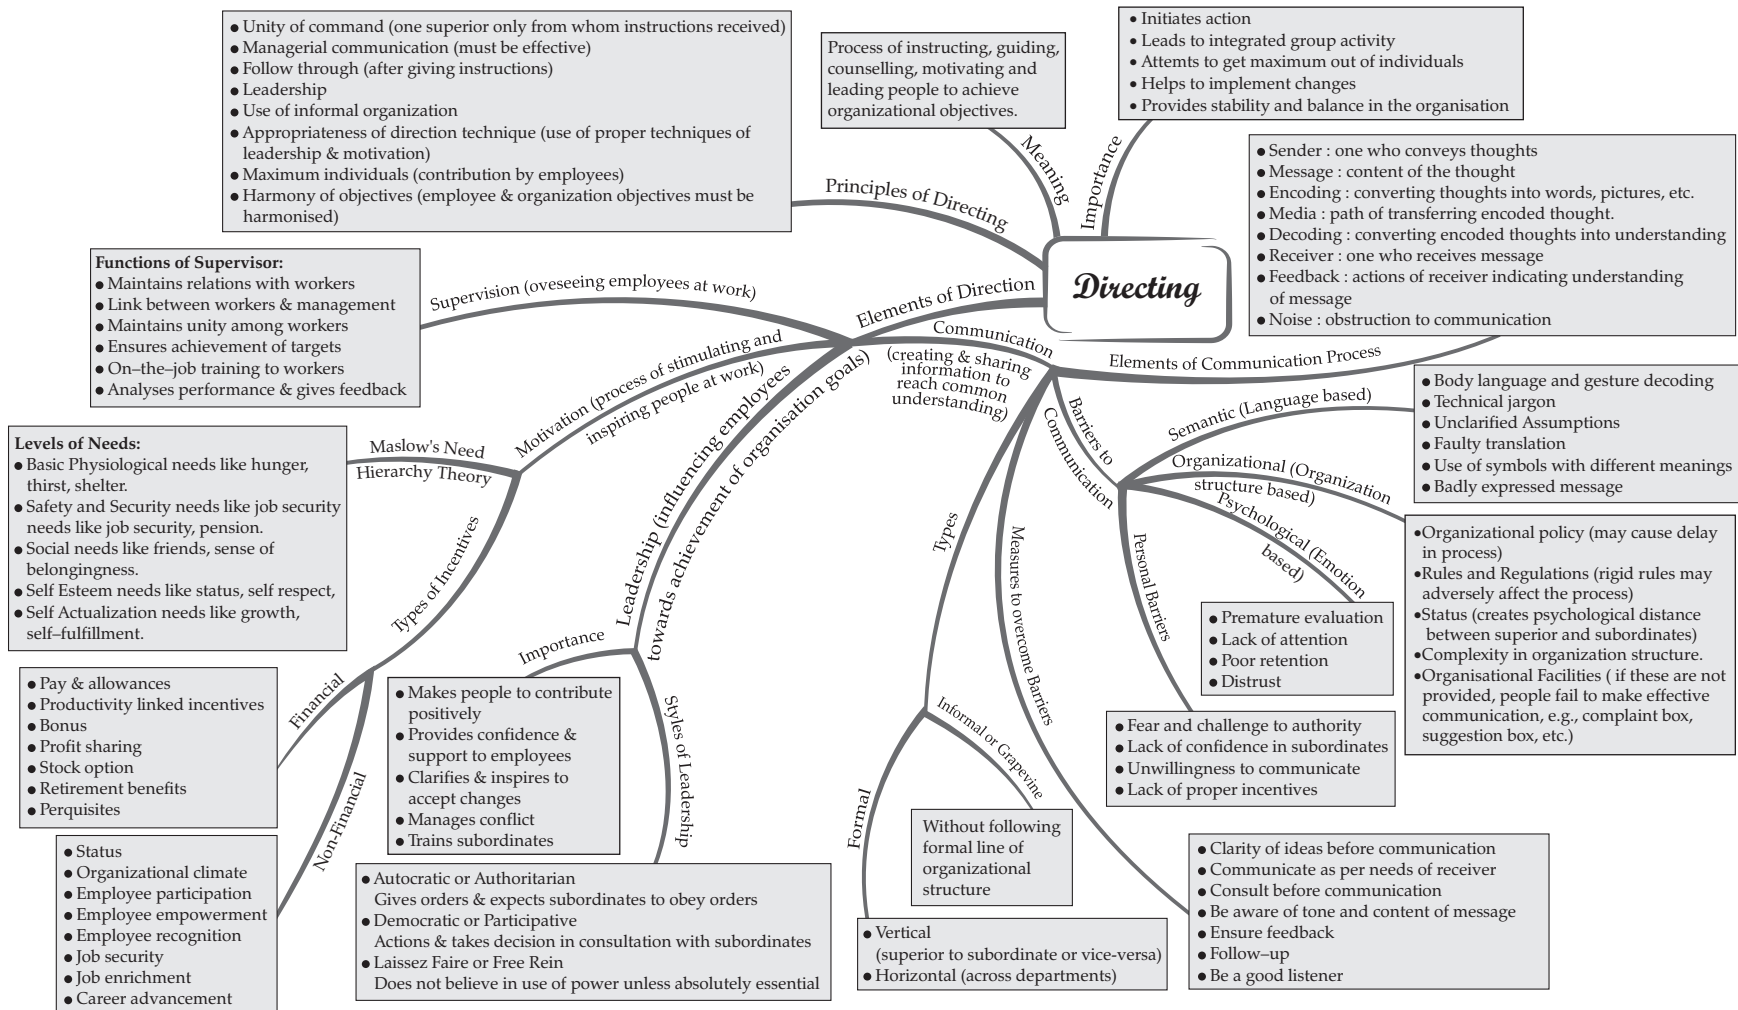 ● Unity of command (one superior only from whom instructions received)
● Managerial communication (must be effective)
● Follow through (after giving instructions)
● Leadership
● Use of informal organization
● Appropriateness of direction technique (use of proper techniques of
leadership & motivation)
● Maximum individuals (contribution by employees)
● Harmony of objectives (employee & organization objectives must be
harmonised)
Process of instructing, guiding,
counselling, motivating and
leading people to achieve
organizational objectives.
• Initiates action
• Leads to integrated group activity
• Attemts to get maximum out of individuals
• Helps to implement changes
• Provides stability and balance in the organisation
Principles of Directing
Meaning
Importance
Directing
● Sender : one who conveys thoughts
● Message : content of the thought
● Encoding : converting thoughts into words, pictures, etc.
● Media : path of transferring encoded thought.
● Decoding : converting encoded thoughts into understanding
● Receiver : one who receives message
● Feedback : actions of receiver indicating understanding
of message
● Noise : obstruction to communication
Elements of Direction
Functions of Supervisor:
● Maintains relations with workers
● Link between workers & management
● Maintains unity among workers
● Ensures achievement of targets
● On–the–job training to workers
● Analyses performance & gives feedback
Supervision (oveseeing employees at work)
Motivation (process of stimulating and
inspiring people at work)
Leadership (influencing employees
towards achievement of organisation goals)
Communication
(creating & sharing
information to
reach common
understanding)
Elements of Communication Process
Barriers to
Communication
Semantic (Language based)
● Body language and gesture decoding
● Technical jargon
● Unclarified Assumptions
● Faulty translation
● Use of symbols with different meanings
● Badly expressed message
Organizational (Organization
structure based)
Psychological (Emotion
based)
Personal Barriers
Levels of Needs:
● Basic Physiological needs like hunger,
thirst, shelter.
● Safety and Security needs like job security
needs like job security, pension.
● Social needs like friends, sense of
belongingness.
● Self Esteem needs like status, self respect,
● Self Actualization needs like growth,
self–fulfillment.
Maslow's Need
Hierarchy Theory
Types of Incentives
Types
Measures to overcome Barriers
•Organizational policy (may cause delay
in process)
•Rules and Regulations (rigid rules may
adversely affect the process)
•Status (creates psychological distance
between superior and subordinates)
•Complexity in organization structure.
•Organisational Facilities ( if these are not
provided, people fail to make effective
communication, e.g., complaint box,
suggestion box, etc.)
● Premature evaluation
● Lack of attention
● Poor retention
● Distrust
● Fear and challenge to authority
● Lack of confidence in subordinates
● Unwillingness to communicate
● Lack of proper incentives
Financial
● Pay & allowances
● Productivity linked incentives
● Bonus
● Profit sharing
● Stock option
● Retirement benefits
● Perquisites
Non-Financial
● Status
● Organizational climate
● Employee participation
● Employee empowerment
● Employee recognition
● Job security
● Job enrichment
● Career advancement
Importance
● Makes people to contribute
positively
● Provides confidence &
support to employees
● Clarifies & inspires to
accept changes
● Manages conflict
● Trains subordinates
Styles of Leadership
● Autocratic or Authoritarian
Gives orders & expects subordinates to obey orders
● Democratic or Participative
Actions & takes decision in consultation with subordinates
● Laissez Faire or Free Rein
Does not believe in use of power unless absolutely essential
Informal or Grapevine
Without following
formal line of
organizational
structure
Formal
● Vertical
(superior to subordinate or vice-versa)
● Horizontal (across departments)
● Clarity of ideas before communication
● Communicate as per needs of receiver
● Consult before communication
● Be aware of tone and content of message
● Ensure feedback
● Follow–up
● Be a good listener